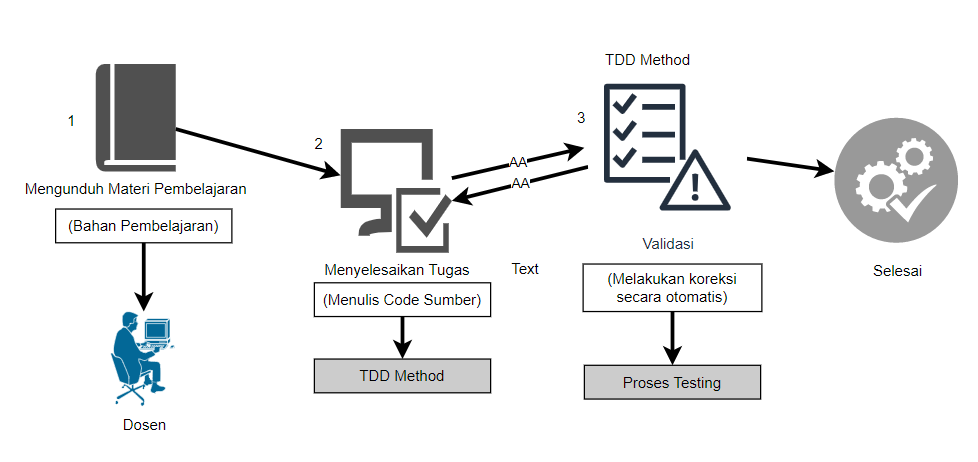 TDD Method
1
2
3
AA
AA
Mengunduh Materi Pembelajaran
(Bahan Pembelajaran)
Dosen
Menyelesaikan Tugas
(Menulis Code Sumber)
TDD Method
Text
Validasi
(Melakukan koreksi
secara otomatis)
Proses Testing
Selesai